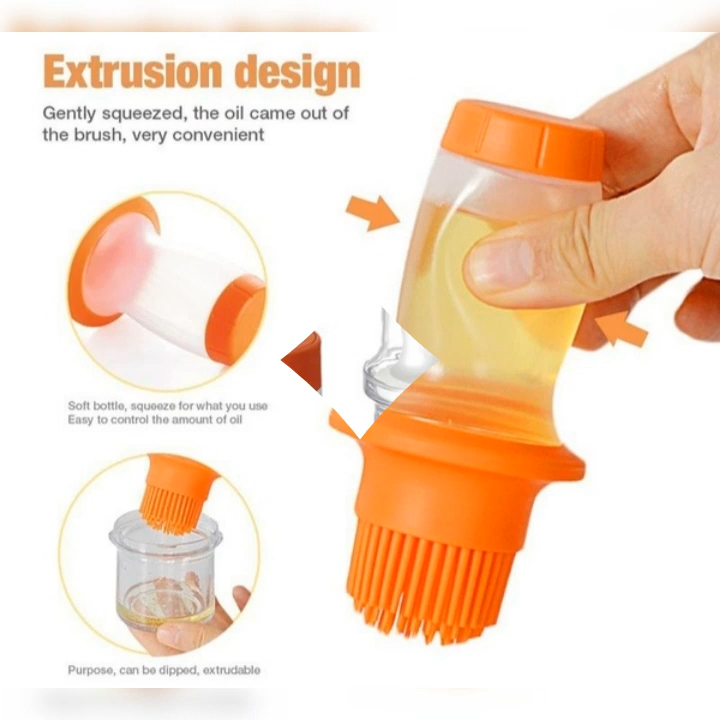 Extrusion design
Gently squeezed, the oil came out of
the brush, very convenient
Soft bottle, squeeze for what you use
Easy to control the amount of oil
Purpose, can be dipped, extrudable